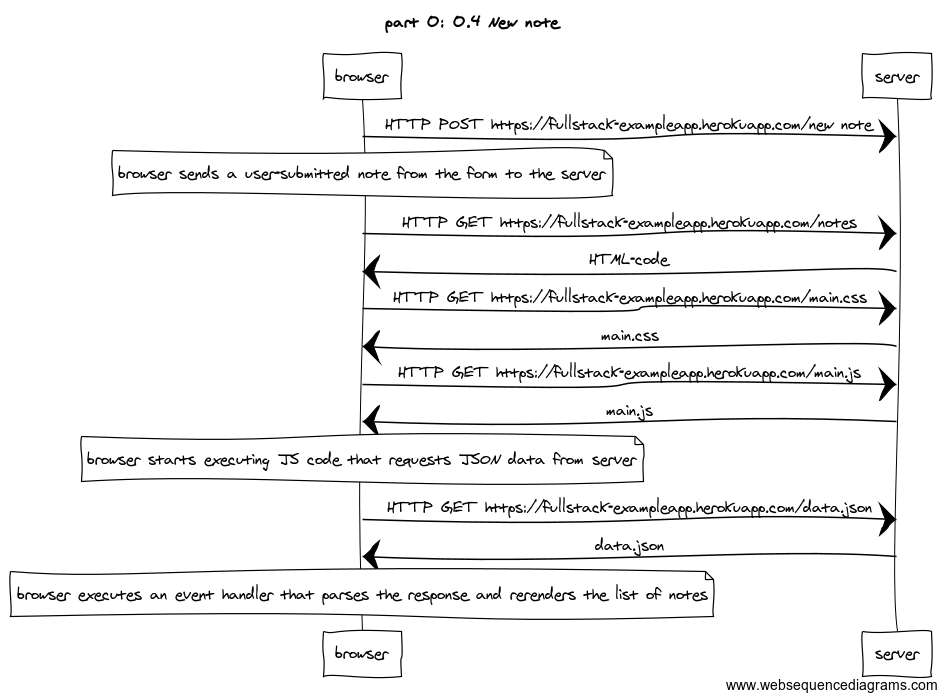 part 0: 0.4 New note
browser
server
HTTP POST https://fullstack-exampleapp.herokuapp.com/new note
browser sends a user-submitted note from the form to the server
HTTP GET https://fullstack-exampleapp.herokuapp.com/notes
HTML-code
HTTP GET https://fullstack-exampleapp.herokuapp.com/main.css
main.css
HTTP GET https://fullstack-exampleapp.herokuapp.com/main.js
main.js
browser starts executing JS code that requests JSON data from server
HTTP GET https://fullstack-exampleapp.herokuapp.com/data.json
data.json
browser executes an event handler that parses the response and rerenders the list of notes
browser
server
www.websequencediagrams.com